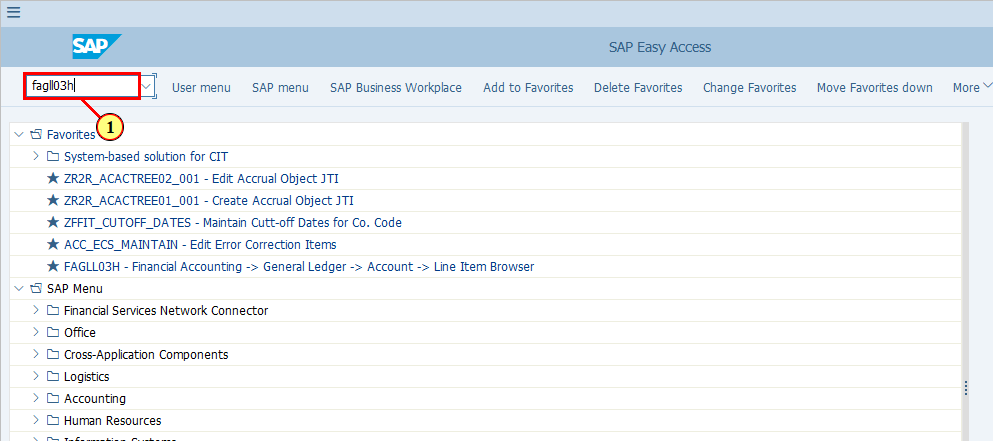 SAP
SAP Easy Access
fagll03h
User menu SAP menu SAP Business Workplace Add to Favorites Delete Favorites Change Favorites Move Favorites down More
1
Favorites
System-based solution for CIT
ZR2R_ACACTREE02_001 - Edit Accrual Object JTI
ZR2R_ACACTREE01_001 - Create Accrual Object JTI
ZFFIT_CUTOFF_DATES - Maintain Cutt-off Dates for Co. Code
ACC_ECS_MAINTAIN - Edit Error Correction Items
FAGLL03H - Financial Accounting -> General Ledger -> Account -> Line Item Browser
SAP Menu
Financial Services Network Connector
Office
Cross-Application Components
Logistics
Accounting
Human Resources
Information Systems